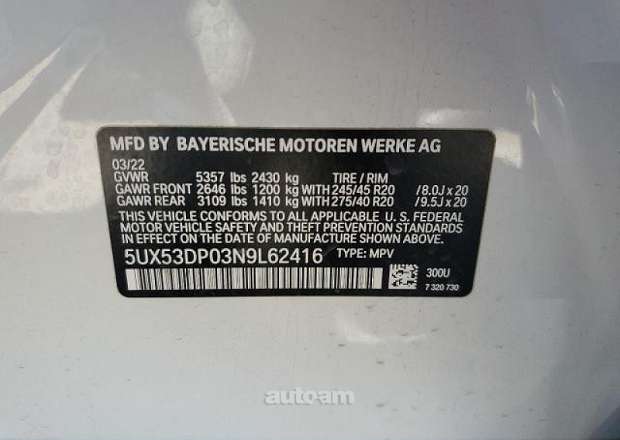 MFD BY BAYERISCHE MOTOREN WERKE AG
03/22
GVWR 5357 lbs 2430 kg TIRE / RIM
GAWR FRONT 2646 lbs 1200 kg WITH 245/45 R20 / 8.0J x 20
GAWR REAR 3109 lbs 1410 kg WITH 275/40 R20 / 9.5J x 20
THIS VEHICLE CONFORMS TO ALL APPLICABLE U. S. FEDERAL
MOTOR VEHICLE SAFETY, BUMPER, AND THEFT PREVENTION STANDARDS
IN EFFECT ON THE DATE OF MANUFACTURE SHOWN ABOVE.
5UX53DP03N9L62416 TYPE: MPV
300U
7 320 730
auto.am